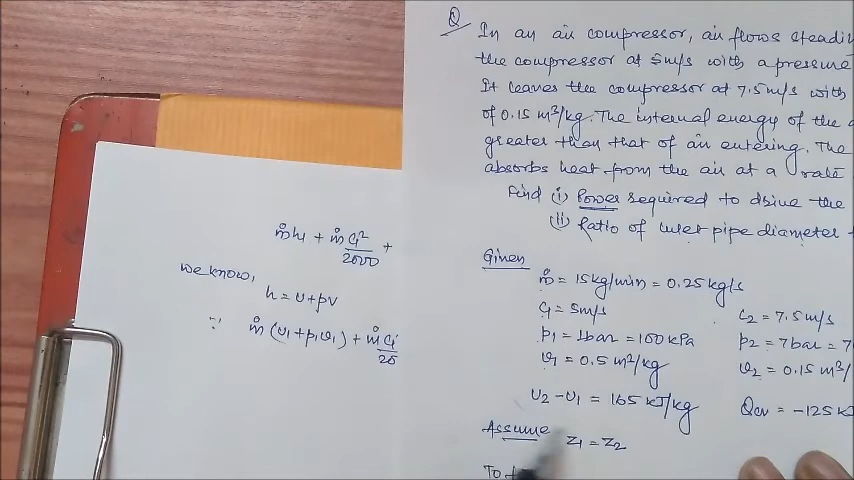 Q In an air compressor, air flows steadi
the compressor at 5m/s with a pressure
It leaves the compressor at 7.5m/s with
of 0.15 m³/kg. The internal energy of the a
greater than that of air entering. The
absorbs heat from the air at a rate
Find (i) Power required to drive the
(ii) Ratio of inlet pipe diameter
Given
ṁ = 15kg/min = 0.25kg/s
C₁ = 5m/s
C₂ = 7.5m/s
P₁ = 1bar = 100 kPa
P₂ = 7bar = 7
v₁ = 0.5 m³/kg
v₂ = 0.15 m³/
U₂ - U₁ = 165 kJ/kg
Qcv = -125 k
Assume
Z₁ = Z₂
To f
ṁh₁ + ṁC₁²/2000 +
we know,
h = u + pv
∵ ṁ(u₁ + p₁v₁) + ṁC₁/20